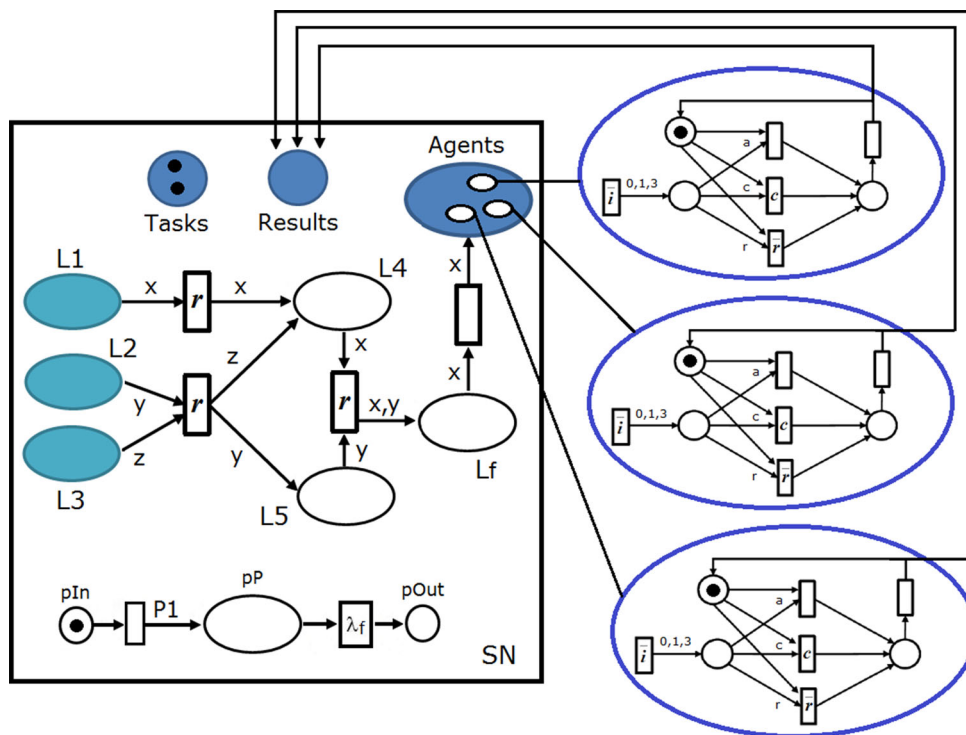 Agents
Tasks
Results
L1
x
r
x
L4
x
L2
z
x
y
r
r
x,y
x
z
y
y
L3
L5
Lf
pIn
P1
pP
λf
pOut
SN
a
i̅
0,1,3
c
c
r
r̅
a
i̅
0,1,3
c
c
r
r̅
a
i̅
0,1,3
c
c
r
r̅